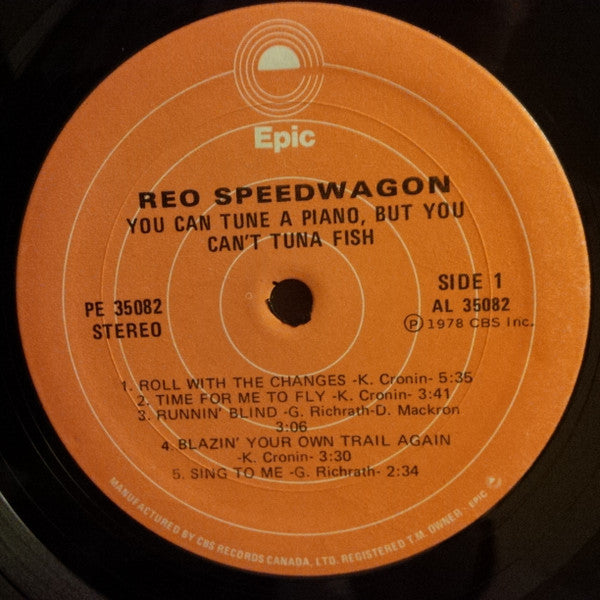 Epic
REO SPEEDWAGON
YOU CAN TUNE A PIANO, BUT YOU
CAN'T TUNA FISH
PE 35082
STEREO
SIDE 1
AL 35082
Ⓟ 1978 CBS Inc.
1. ROLL WITH THE CHANGES -K. Cronin- 5:35
2. TIME FOR ME TO FLY -K. Cronin- 3:41
3. RUNNIN' BLIND -G. Richrath-D. Mackron
3:06
4. BLAZIN' YOUR OWN TRAIL AGAIN
-K. Cronin- 3:30
5. SING TO ME -G. Richrath- 2:34
MANUFACTURED BY CBS RECORDS CANADA, LTD. REGISTERED T.M. OWNER. EPIC